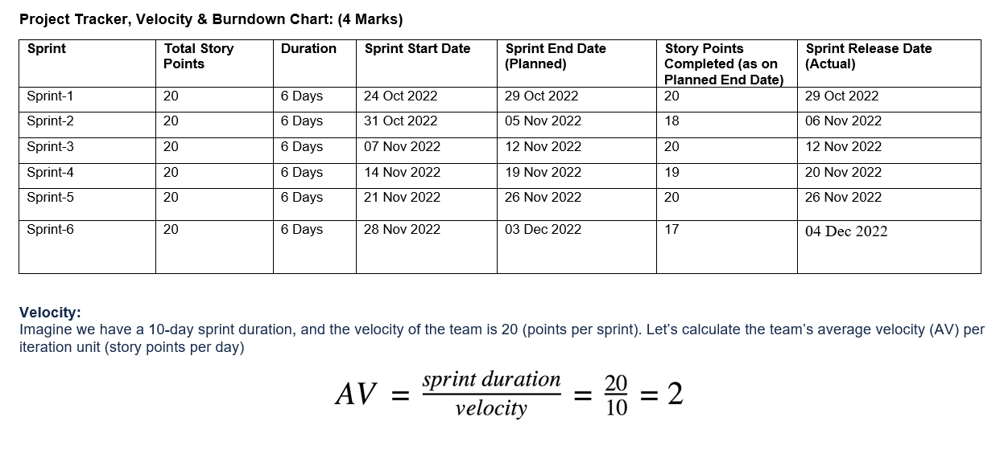 Project Tracker, Velocity & Burndown Chart: (4 Marks)
Sprint Total Story Points Duration Sprint Start Date Sprint End Date (Planned) Story Points Completed (as on Planned End Date) Sprint Release Date (Actual)
Sprint-1 20 6 Days 24 Oct 2022 29 Oct 2022 20 29 Oct 2022
Sprint-2 20 6 Days 31 Oct 2022 05 Nov 2022 18 06 Nov 2022
Sprint-3 20 6 Days 07 Nov 2022 12 Nov 2022 20 12 Nov 2022
Sprint-4 20 6 Days 14 Nov 2022 19 Nov 2022 19 20 Nov 2022
Sprint-5 20 6 Days 21 Nov 2022 26 Nov 2022 20 26 Nov 2022
Sprint-6 20 6 Days 28 Nov 2022 03 Dec 2022 17 04 Dec 2022
Velocity:
Imagine we have a 10-day sprint duration, and the velocity of the team is 20 (points per sprint). Let’s calculate the team’s average velocity (AV) per
iteration unit (story points per day)
AV = sprint duration / velocity = 20 / 10 = 2